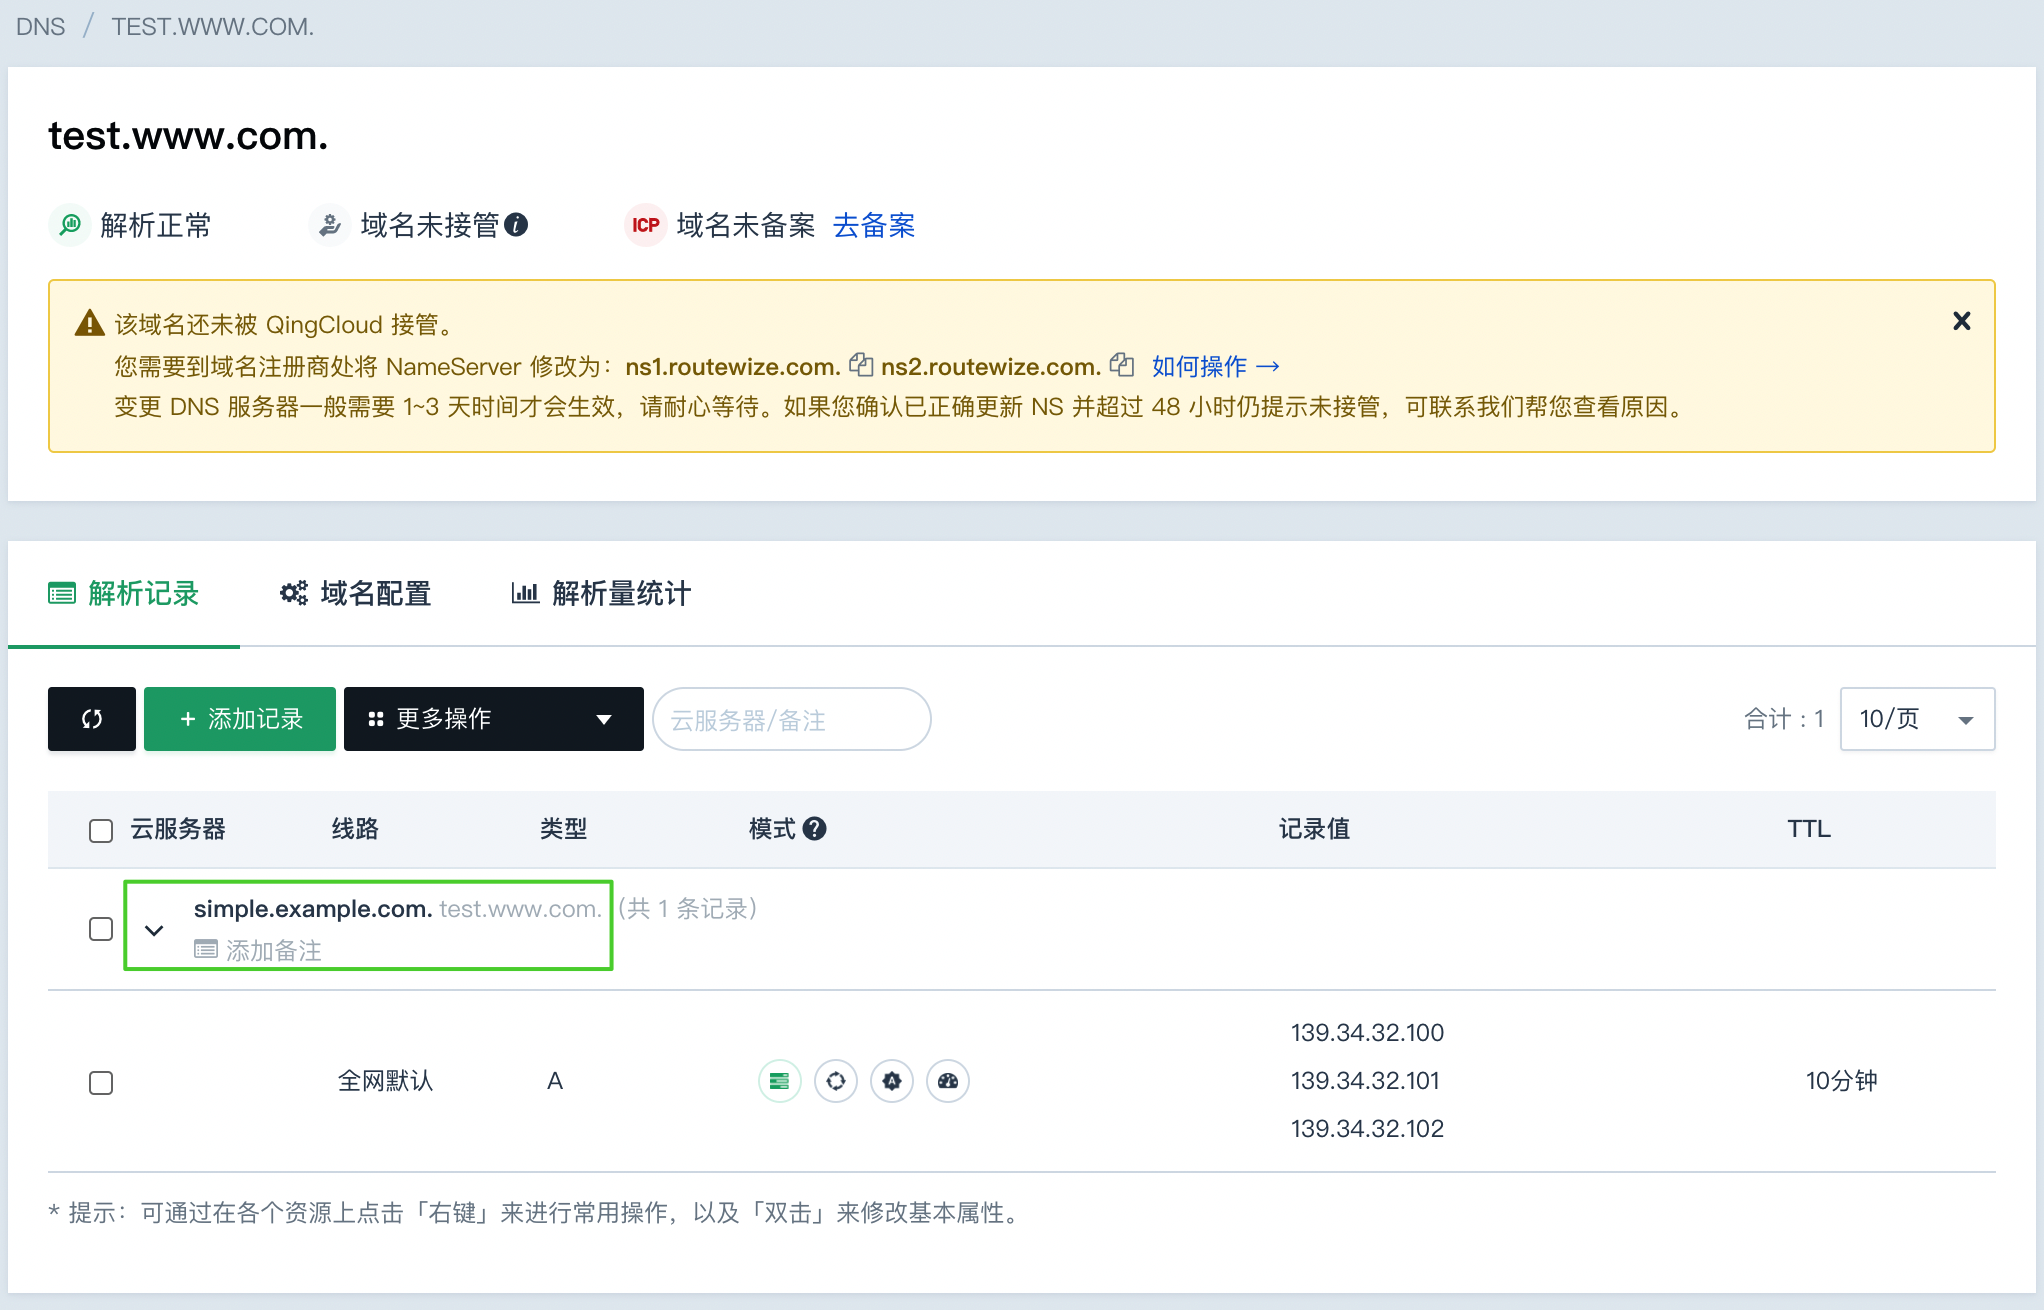 DNS / TEST.WWW.COM.
test.www.com.
解析正常 域名未接管 ICP 域名未备案 去备案
该域名还未被 QingCloud 接管。
您需要到域名注册商处将 NameServer 修改为：ns1.routewize.com. ns2.routewize.com. 如何操作 →
变更 DNS 服务器一般需要 1~3 天时间才会生效，请耐心等待。如果您确认已正确更新 NS 并超过 48 小时仍提示未接管，可联系我们帮您查看原因。
解析记录 域名配置 解析量统计
+ 添加记录 更多操作 云服务器/备注 合计 : 1 10/页
云服务器 线路 类型 模式 记录值 TTL
simple.example.com. test.www.com. (共 1 条记录)
添加备注
139.34.32.100
全网默认 A 139.34.32.101 10分钟
139.34.32.102
* 提示：可通过在各个资源上点击「右键」来进行常用操作，以及「双击」来修改基本属性。